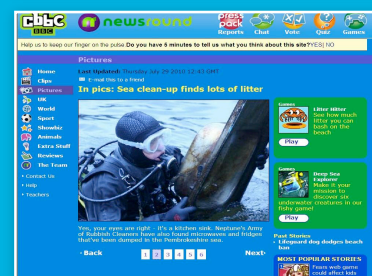 cbbc
BBC
newsround
press pack
Reports
Chat
Vote
Quiz
Games
Help us to keep our finger on the pulse. Do you have 5 minutes to tell us what you think about this site? YES| NO
Pictures
Home
Clips
Pictures
UK
World
Sport
Showbiz
Animals
Extra Stuff
Reviews
The Team
Contact Us
Help
Teachers
Last Updated: Thursday July 29 2010 12:43 GMT
E-mail this to a friend
In pics: Sea clean-up finds lots of litter
Yes, your eyes are right - it's a kitchen sink. Neptune's Army
of Rubbish Cleaners have also found microwaves and fridges
that've been dumped in the Pembrokeshire sea.
Back
1 2 3 4 5 6
Next
Games
Litter Hitter
See how much
litter you can
bash on the
beach
Play
Games
Deep Sea
Explorer
Make it your
mission to
discover six
underwater creatures in our
fishy game!
Play
Past Stories
Lifeguard dog dodges beach
ban
MOST POPULAR STORIES
Fears web game
could affect kids